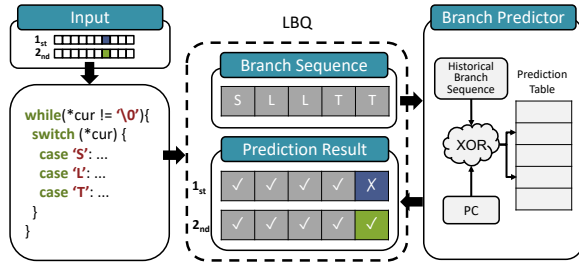 Input
1st
2nd
while(*cur != '\0'){
switch (*cur) {
case 'S': ...
case 'L': ...
case 'T': ...
}
}
LBQ
Branch Sequence
S L L T T
Prediction Result
1st ✓ ✓ ✓ ✓ X
2nd ✓ ✓ ✓ ✓ ✓
Branch Predictor
Historical
Branch
Sequence
Prediction
Table
XOR
PC